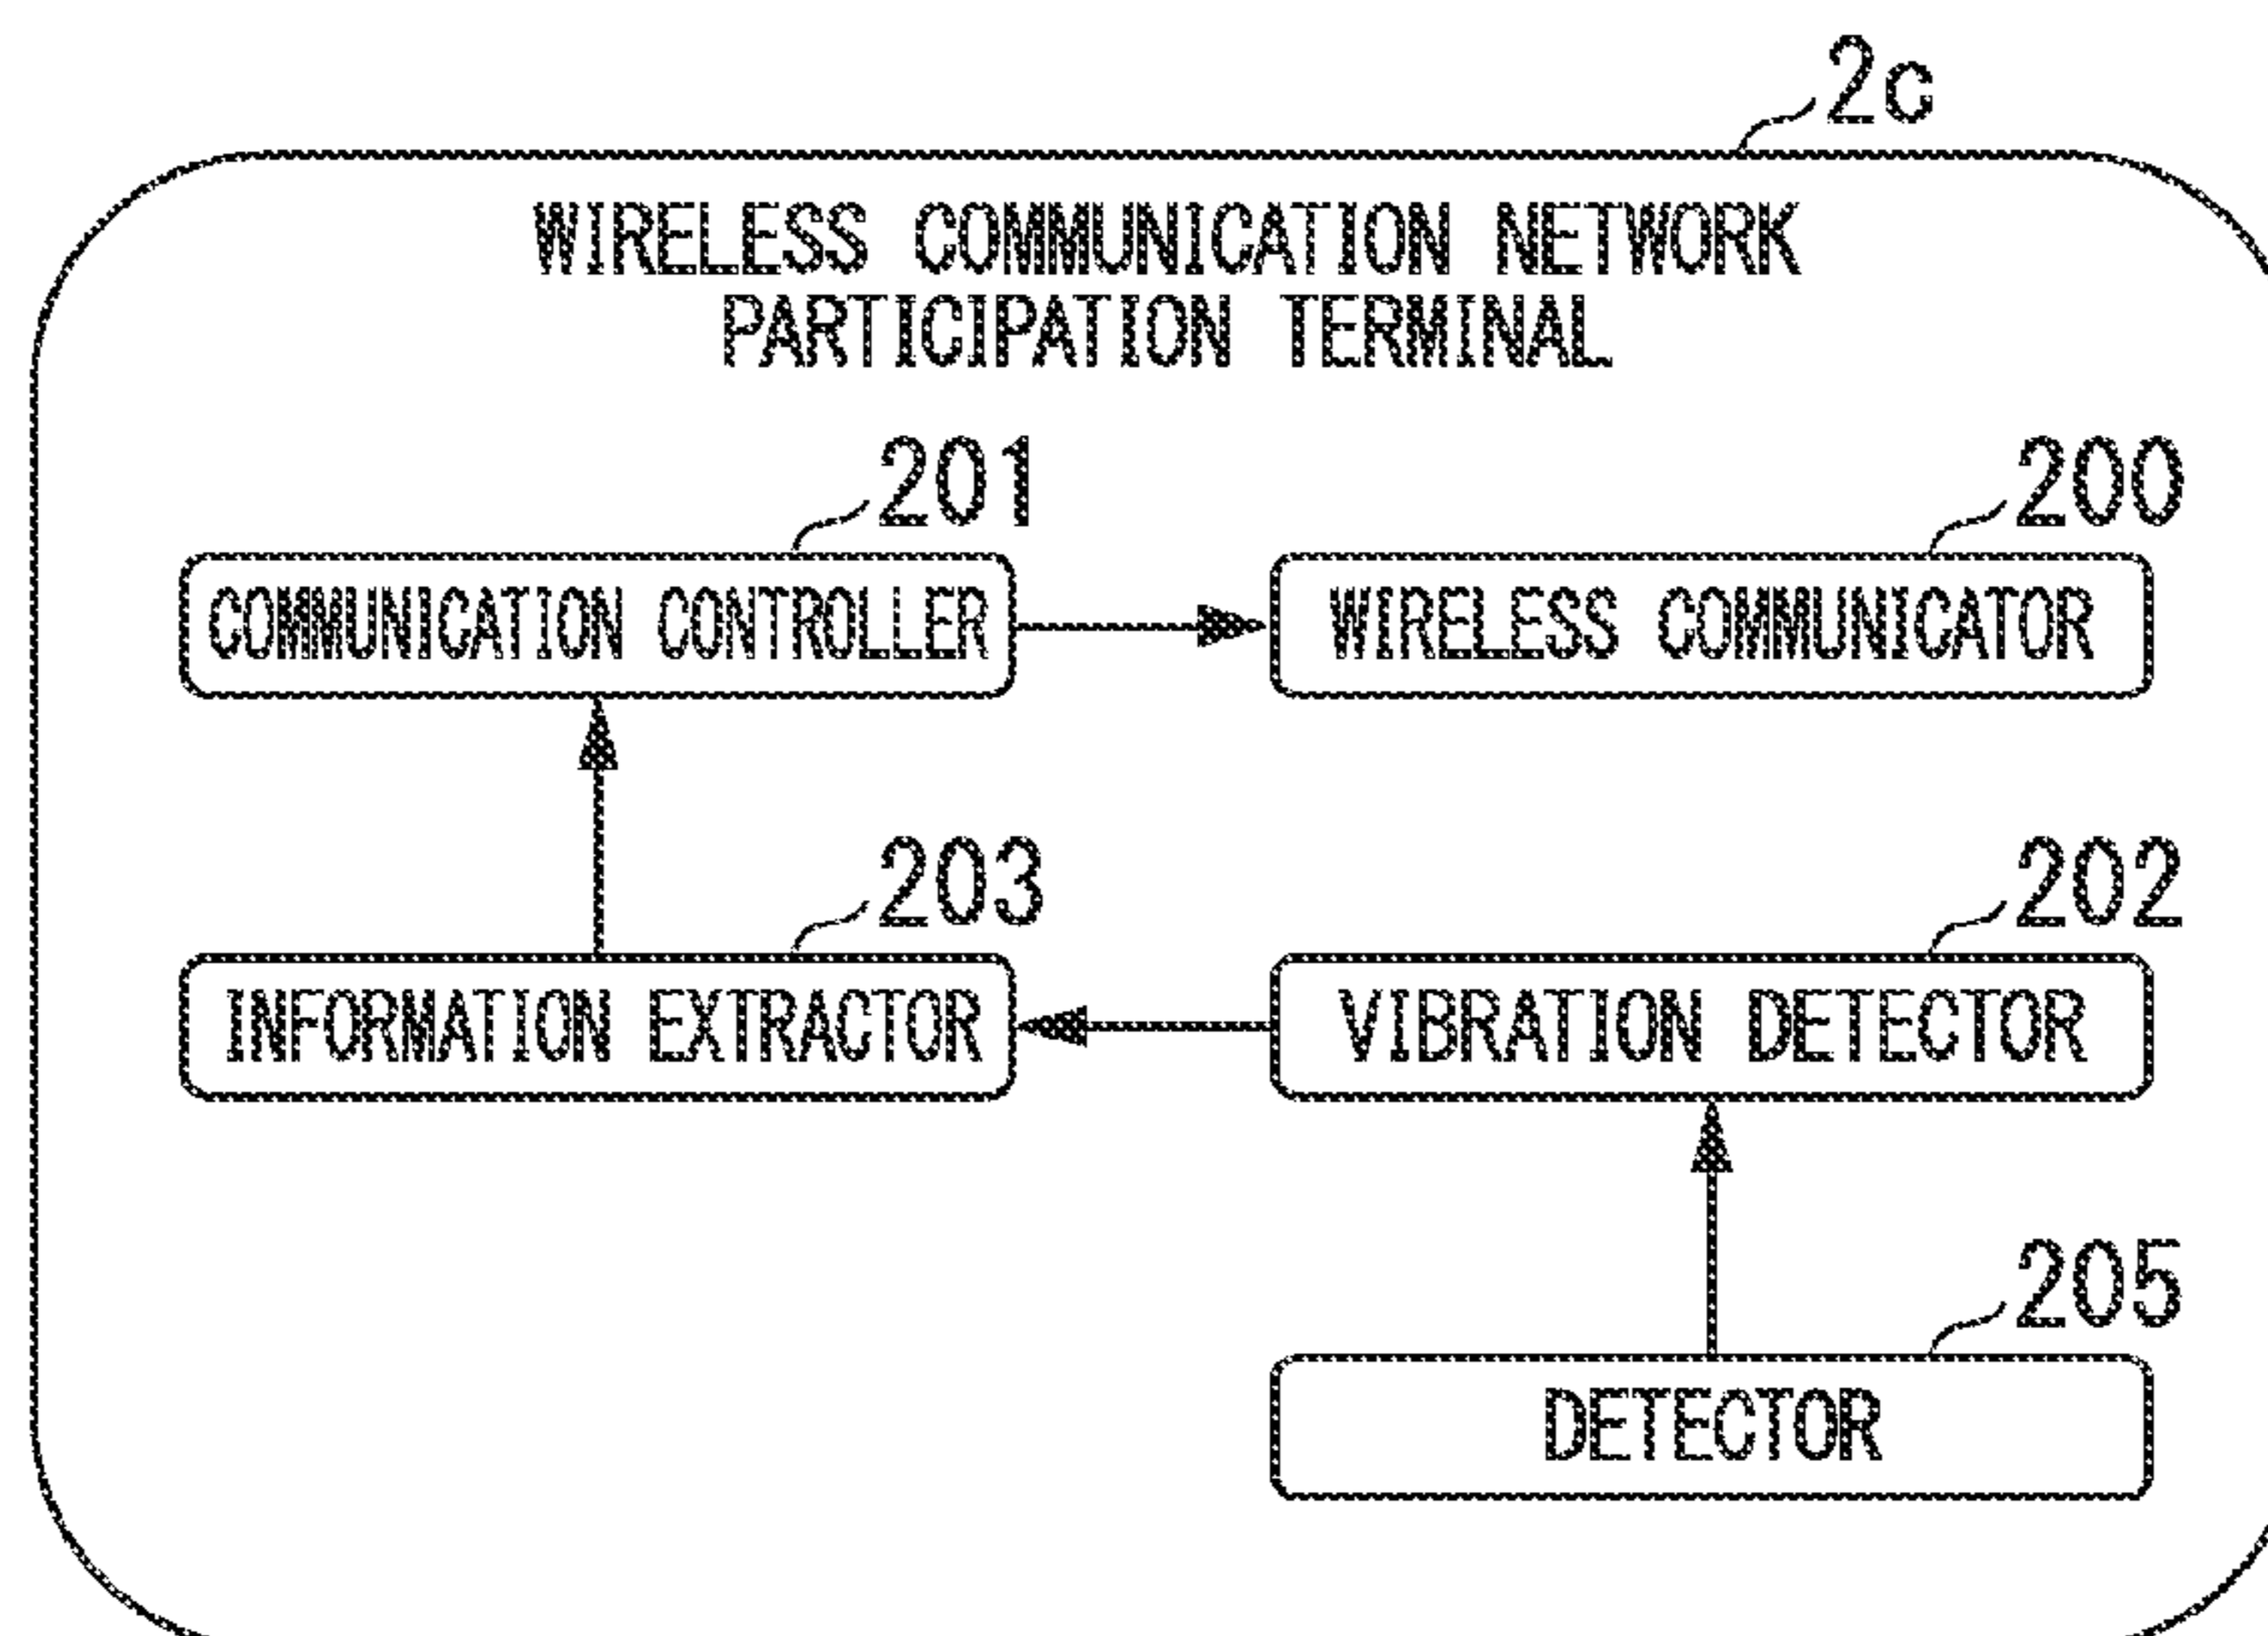 2c
WIRELESS COMMUNICATION NETWORK
PARTICIPATION TERMINAL
201
200
COMMUNICATION CONTROLLER
WIRELESS COMMUNICATOR
203
202
INFORMATION EXTRACTOR
VIBRATION DETECTOR
205
DETECTOR